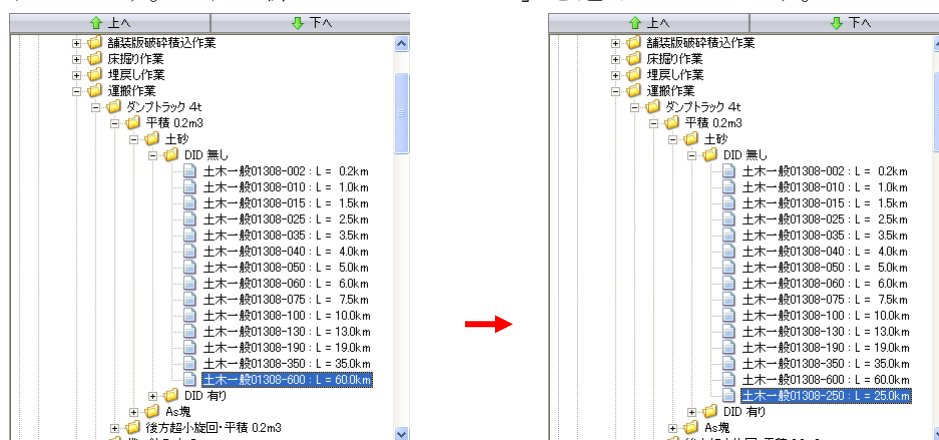 上へ 下へ
舗装版破砕積込作業
床掘り作業
埋戻し作業
運搬作業
ダンプトラック 4t
平積 0.2m3
土砂
DID 無し
土木一般01308-002 : L = 0.2km
土木一般01308-010 : L = 1.0km
土木一般01308-015 : L = 1.5km
土木一般01308-025 : L = 2.5km
土木一般01308-035 : L = 3.5km
土木一般01308-040 : L = 4.0km
土木一般01308-050 : L = 5.0km
土木一般01308-060 : L = 6.0km
土木一般01308-075 : L = 7.5km
土木一般01308-100 : L = 10.0km
土木一般01308-130 : L = 13.0km
土木一般01308-190 : L = 19.0km
土木一般01308-350 : L = 35.0km
土木一般01308-600 : L = 60.0km
DID 有り
As塊
後方超小旋回・平積 0.2m3
上へ 下へ
舗装版破砕積込作業
床掘り作業
埋戻し作業
運搬作業
ダンプトラック 4t
平積 0.2m3
土砂
DID 無し
土木一般01308-002 : L = 0.2km
土木一般01308-010 : L = 1.0km
土木一般01308-015 : L = 1.5km
土木一般01308-025 : L = 2.5km
土木一般01308-035 : L = 3.5km
土木一般01308-040 : L = 4.0km
土木一般01308-050 : L = 5.0km
土木一般01308-060 : L = 6.0km
土木一般01308-075 : L = 7.5km
土木一般01308-100 : L = 10.0km
土木一般01308-130 : L = 13.0km
土木一般01308-190 : L = 19.0km
土木一般01308-350 : L = 35.0km
土木一般01308-600 : L = 60.0km
土木一般01308-250 : L = 25.0km
DID 有り
As塊